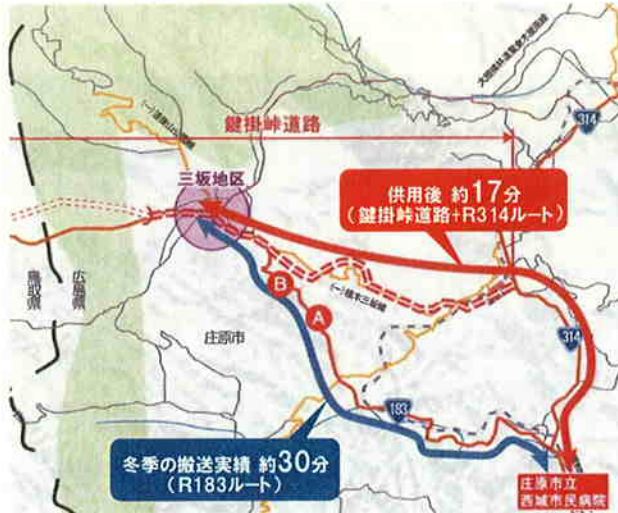 314
鍵掛峠道路
三坂地区
供用後 約17分
(鍵掛峠道路+R314ルート)
鳥取県
広島県
庄原市
B
A
314
183
冬季の搬送実績 約30分
(R183ルート)
庄原市立
西城市民病院